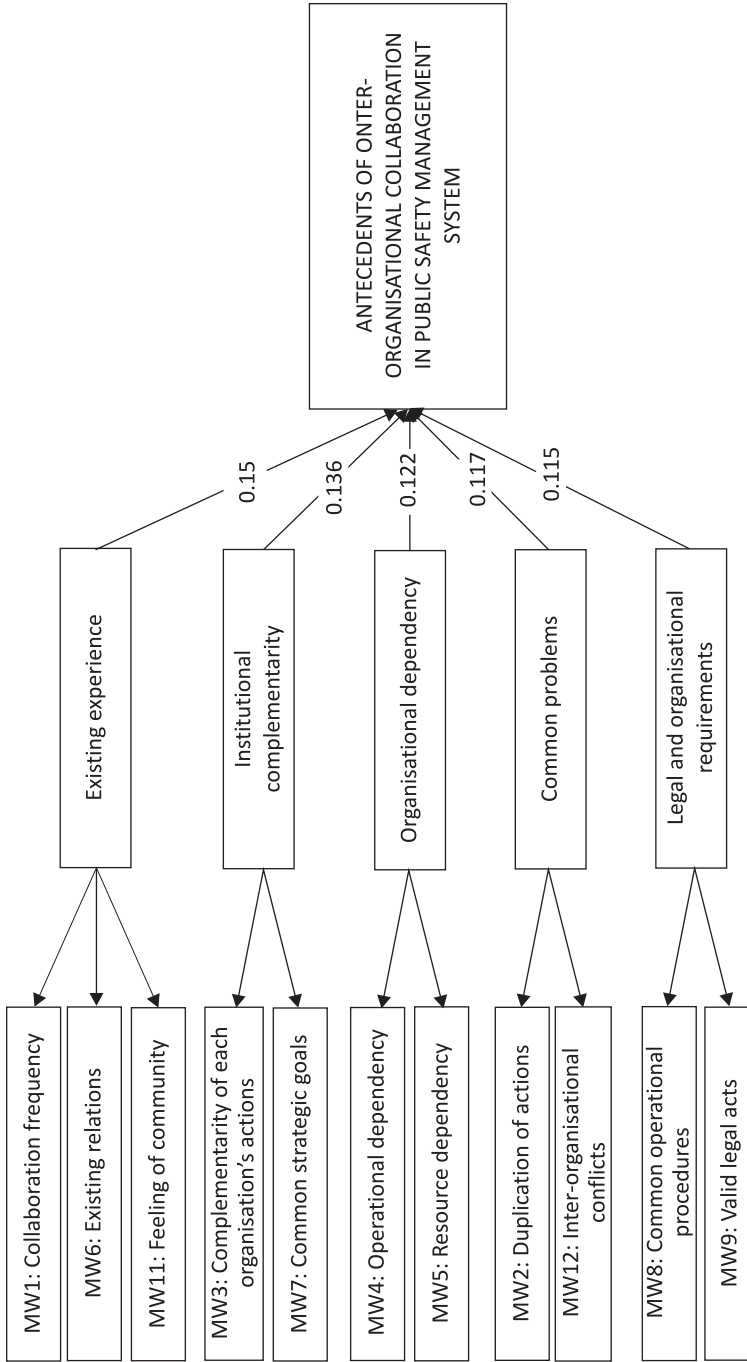 MW1: Collaboration frequency
MW6: Existing relations
MW11: Feeling of community
MW3: Complementarity of each
organisation's actions
MW7: Common strategic goals
MW4: Operational dependency
MW5: Resource dependency
MW2: Duplication of actions
MW12: Inter-organisational
conflicts
MW8: Common operational
procedures
MW9: Valid legal acts
Existing experience
Institutional
complementarity
Organisational dependency
Common problems
Legal and organisational
requirements
0.15
0.136
0.122
0.117
0.115
ANTECEDENTS OF ONTER-
ORGANISATIONAL COLLABORATION
IN PUBLIC SAFETY MANAGEMENT
SYSTEM